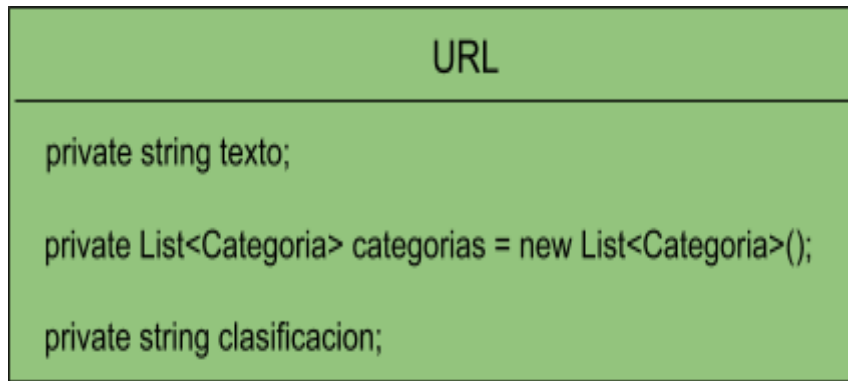 URL
private string texto;
private List<Categoria> categorias = new List<Categoria>();
private string clasificacion;